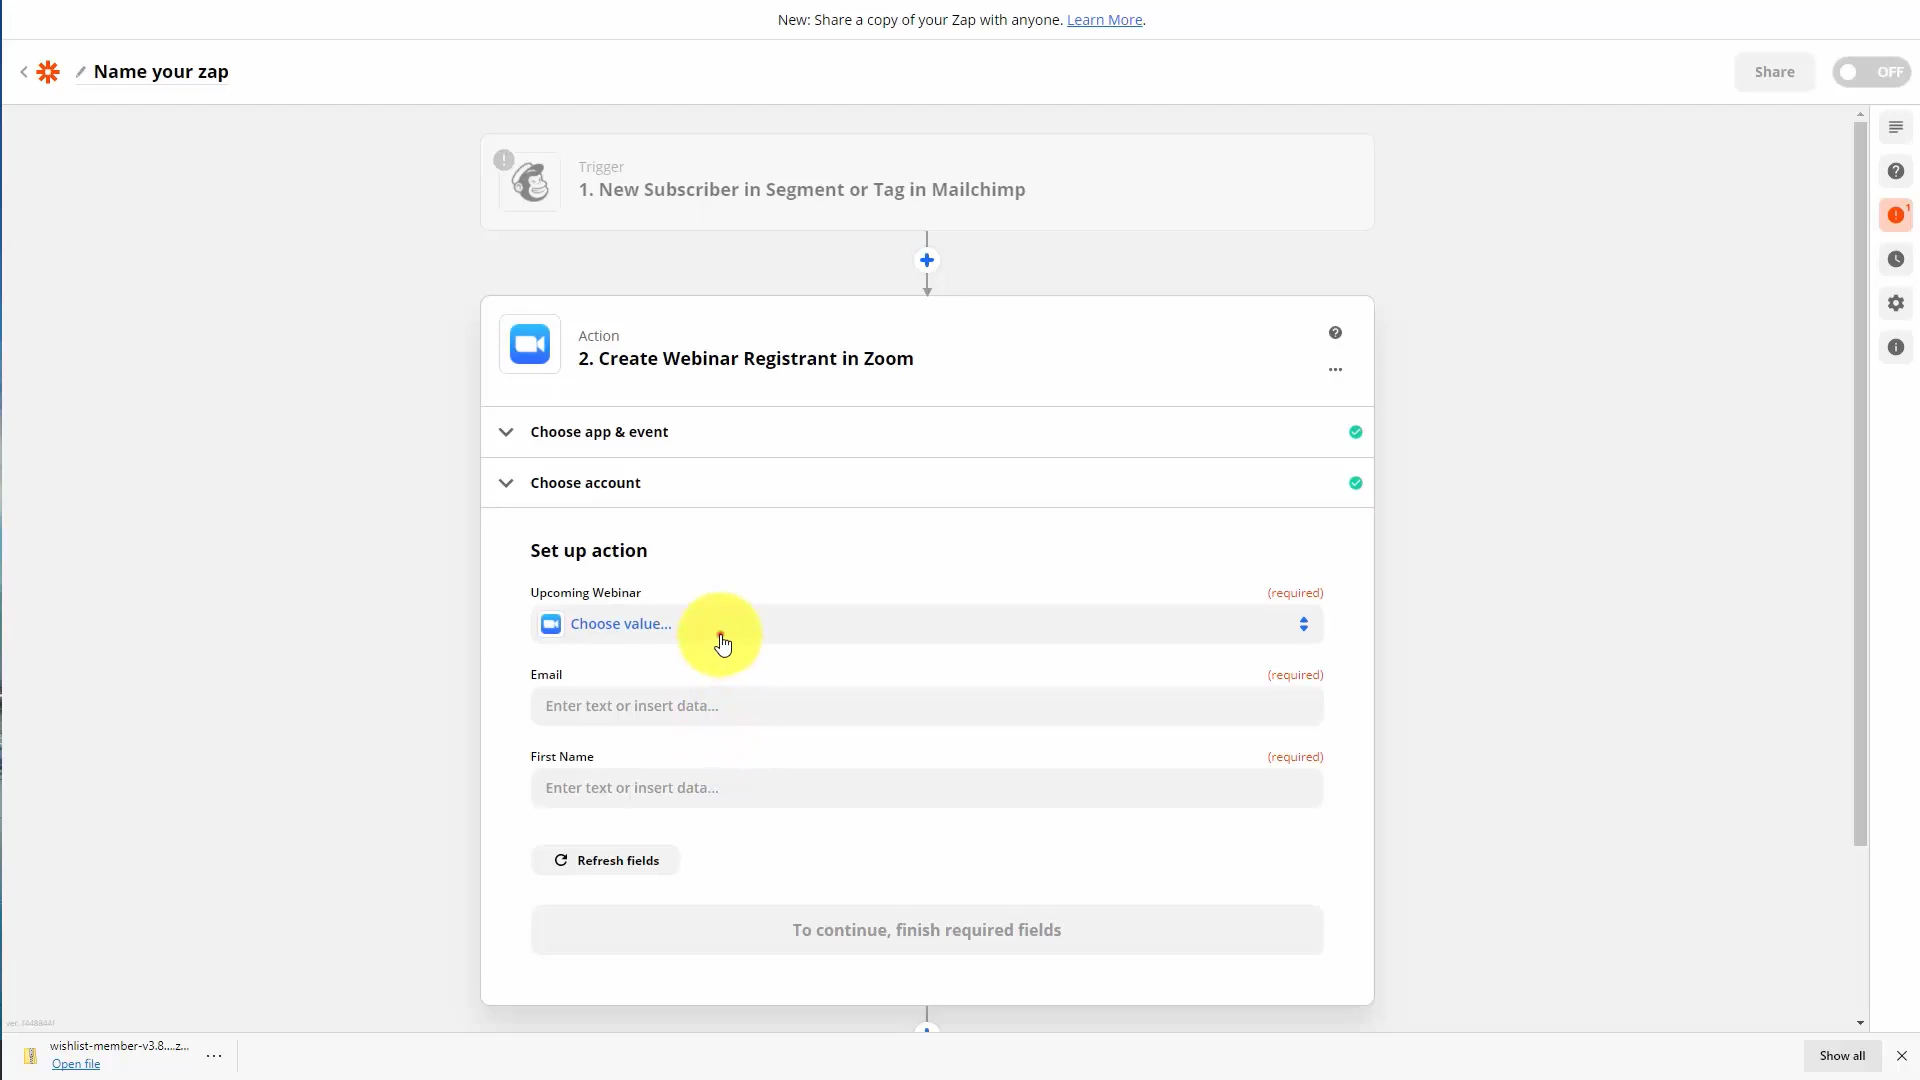 New: Share a copy of your Zap with anyone. Learn More.
Name your zap
Share
OFF
Trigger
1. New Subscriber in Segment or Tag in Mailchimp
1
Action
2. Create Webinar Registrant in Zoom
Choose app & event
Choose account
Set up action
Upcoming Webinar (required)
Choose value...
Email (required)
Enter text or insert data...
First Name (required)
Enter text or insert data...
Refresh fields
To continue, finish required fields
ver.
wishlist-member-v3.8....z...
Open file
Show all